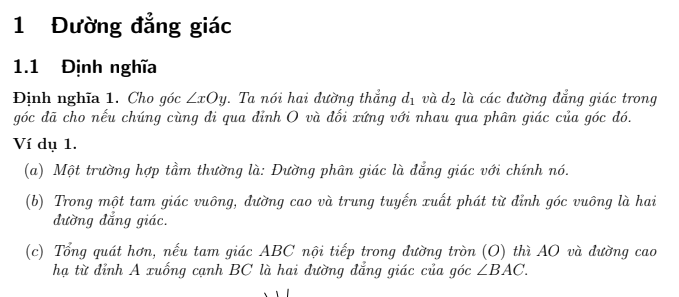 1 Đường đẳng giác
1.1 Định nghĩa
Định nghĩa 1. Cho góc ∠xOy. Ta nói hai đường thẳng d₁ và d₂ là các đường đẳng giác trong
góc đã cho nếu chúng cùng đi qua đỉnh O và đối xứng với nhau qua phân giác của góc đó.
Ví dụ 1.
(a) Một trường hợp tầm thường là: Đường phân giác là đẳng giác với chính nó.
(b) Trong một tam giác vuông, đường cao và trung tuyến xuất phát từ đỉnh góc vuông là hai
đường đẳng giác.
(c) Tổng quát hơn, nếu tam giác ABC nội tiếp trong đường tròn (O) thì AO và đường cao
hạ từ đỉnh A xuống cạnh BC là hai đường đẳng giác của góc ∠BAC.